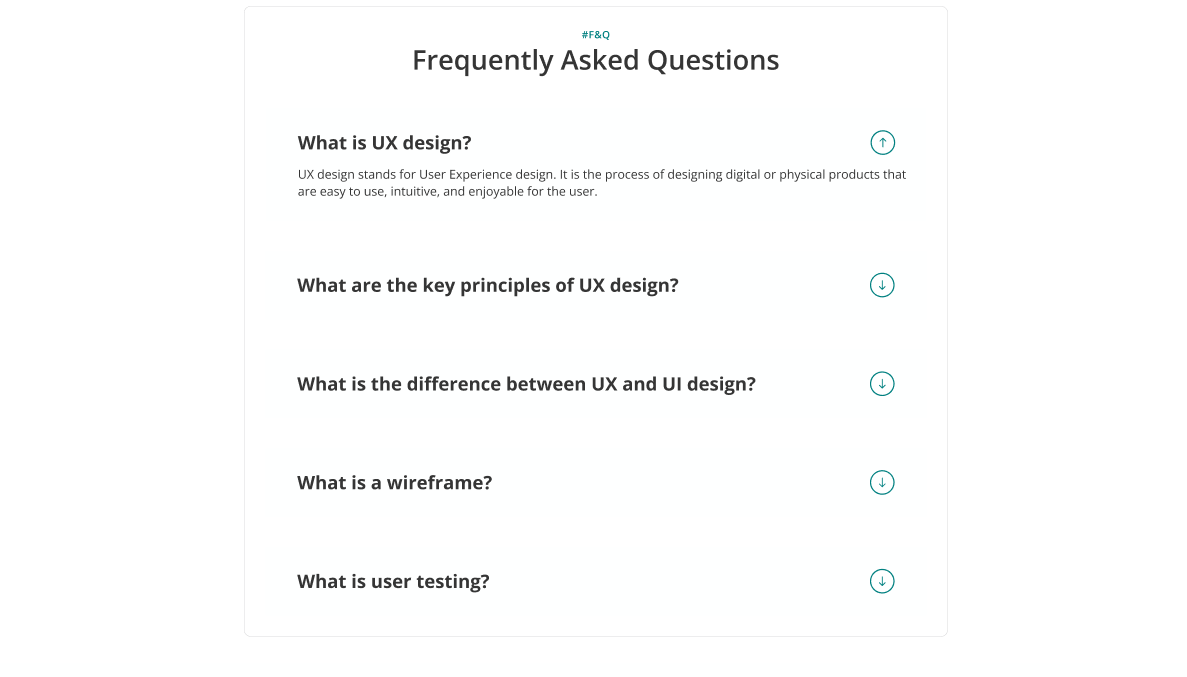 #F&Q
Frequently Asked Questions
What is UX design?
UX design stands for User Experience design. It is the process of designing digital or physical products that
are easy to use, intuitive, and enjoyable for the user.
What are the key principles of UX design?
What is the difference between UX and UI design?
What is a wireframe?
What is user testing?